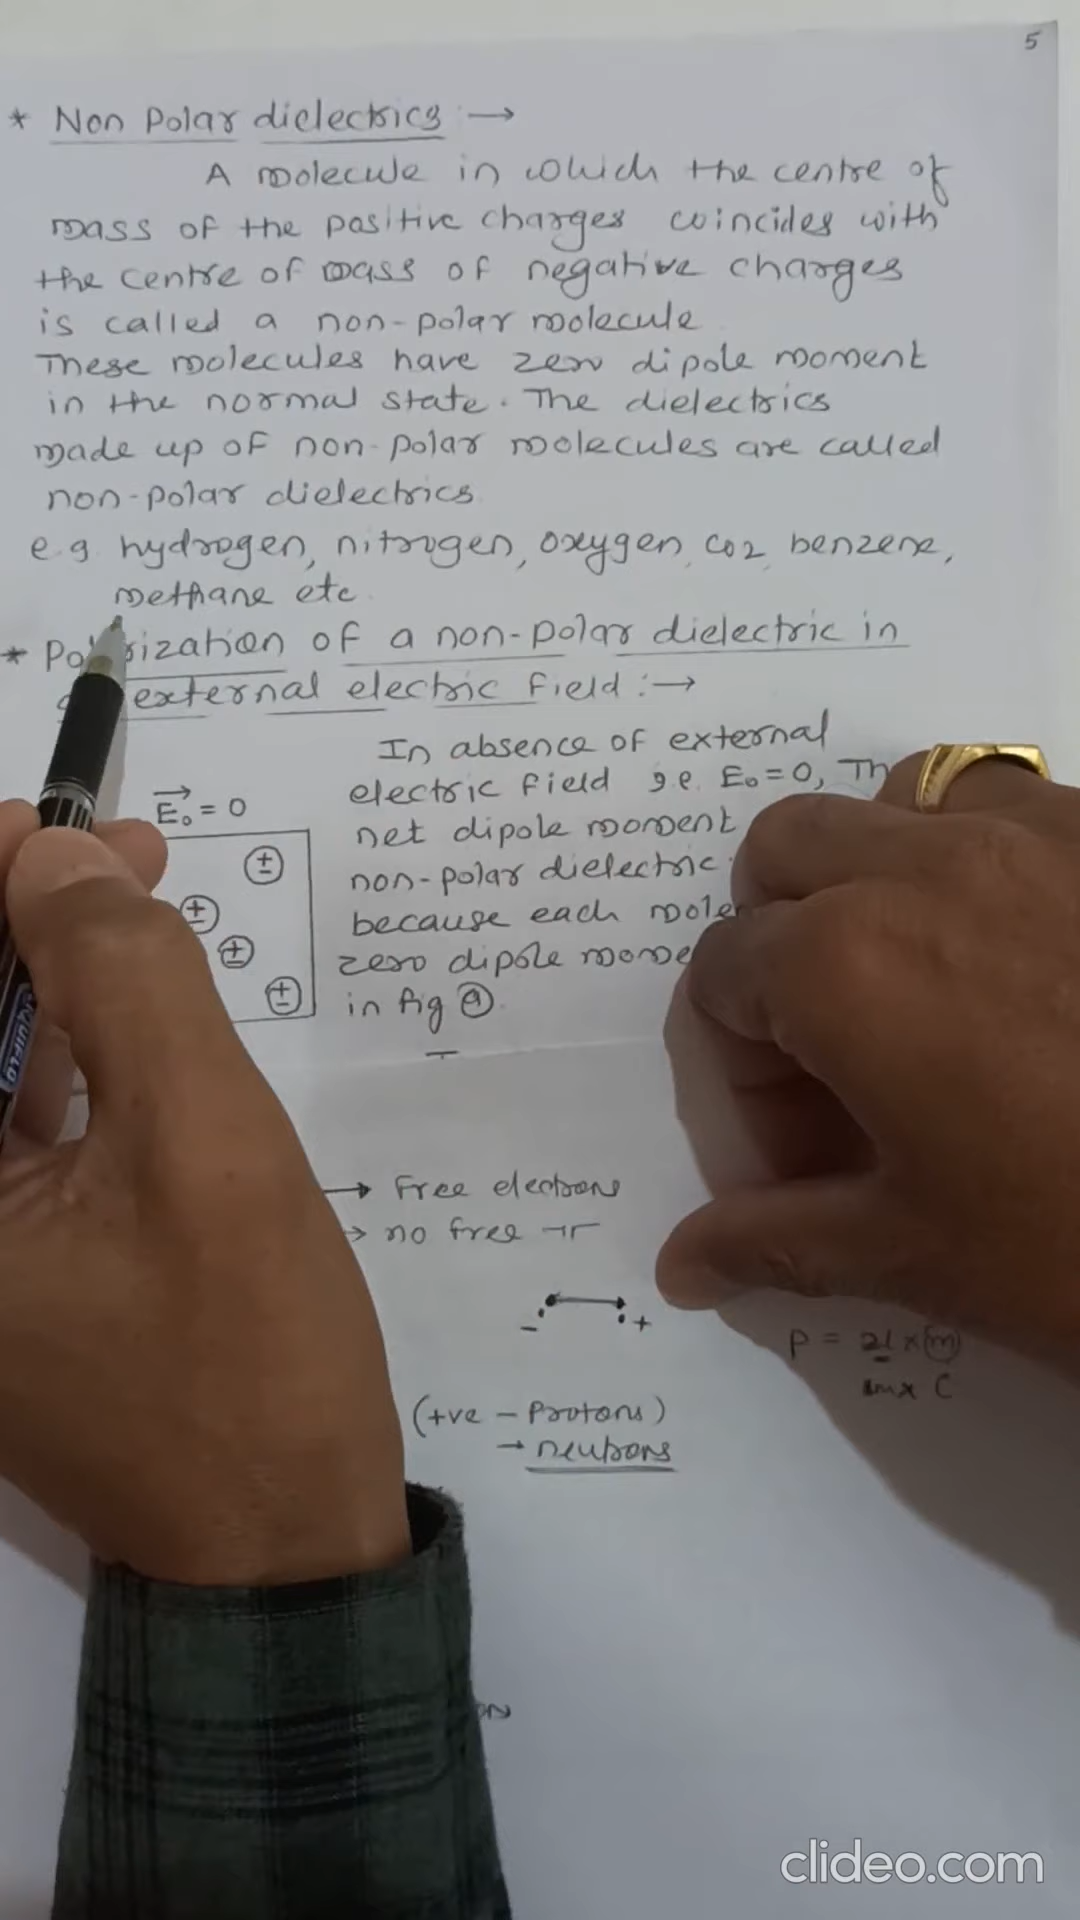 5
* Non Polar dielectrics :→
A molecule in which the centre of
mass of the positive charges coincides with
the centre of mass of negative charges
is called a non-polar molecule
These molecules have zero dipole moment
in the normal state. The dielectrics
made up of non-polar molecules are called
non-polar dielectrics.
e.g. hydrogen, nitrogen, oxygen, CO2, benzene,
methane etc.
* Polarization of a non-polar dielectric in
external electric field :→
In absence of external
electric field i.e. E₀ = 0, Th
net dipole moment
non-polar dielectric
because each mole
zero dipole mome
in fig ⓐ.
E₀ = 0
±
±
±
±
→ Free electrons
→ no free
- +
P = 2l × m
C
(+ve - Protons)
→ neutrons
clideo.com